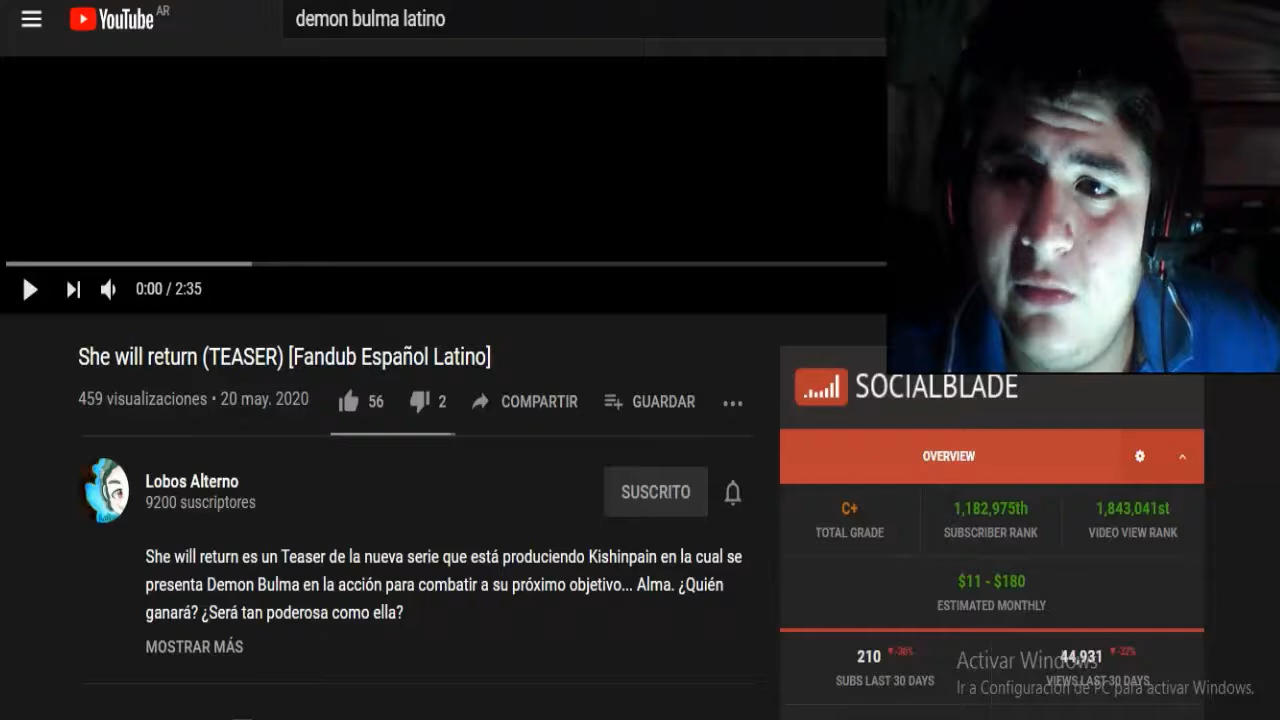 YouTube AR
demon bulma latino
0:00 / 2:35
She will return (TEASER) [Fandub Español Latino]
459 visualizaciones • 20 may. 2020
56
2
COMPARTIR
GUARDAR
Lobos Alterno
9200 suscriptores
SUSCRITO
She will return es un Teaser de la nueva serie que está produciendo Kishinpain en la cual se
presenta Demon Bulma en la acción para combatir a su próximo objetivo... Alma. ¿Quién
ganará? ¿Será tan poderosa como ella?
MOSTRAR MÁS
SOCIALBLADE
OVERVIEW
C+
TOTAL GRADE
1,182,975th
SUBSCRIBER RANK
1,843,041st
VIDEO VIEW RANK
$11 - $180
ESTIMATED MONTHLY
210
SUBS LAST 30 DAYS
44,931
VIEWS LAST 30 DAYS
Activar Windows
Ir a Configuración de PC para activar Windows.